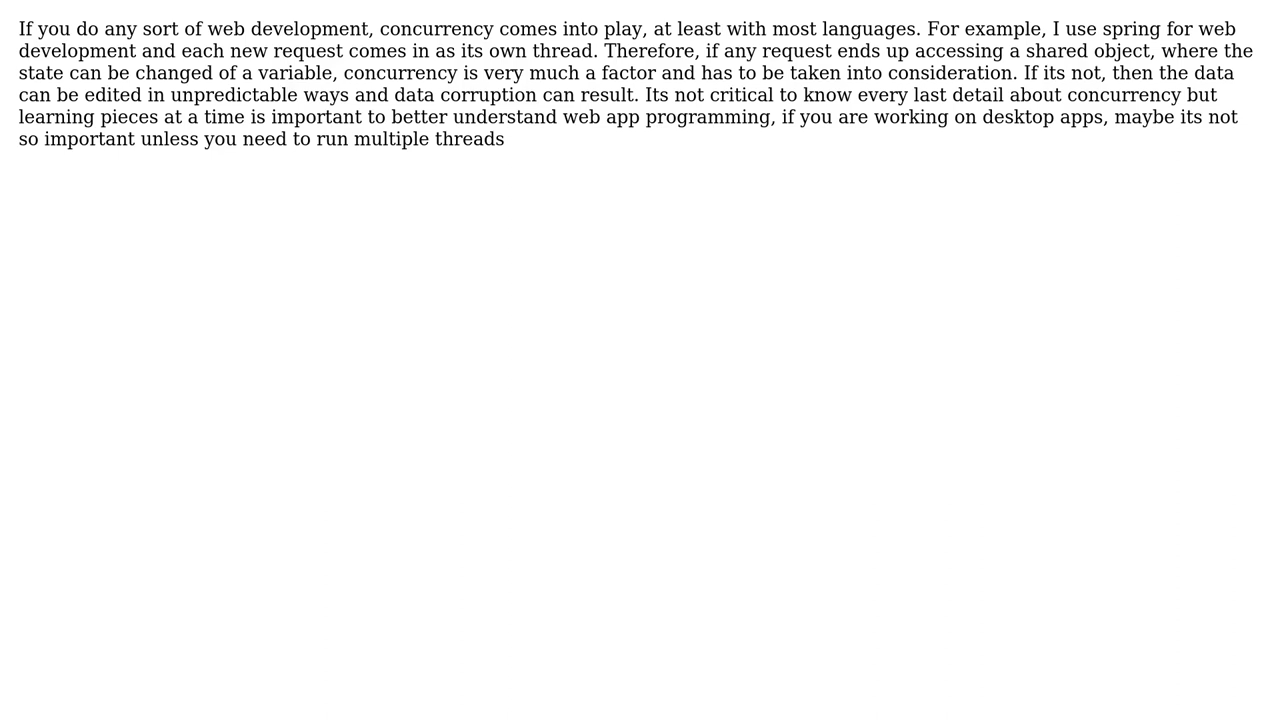 If you do any sort of web development, concurrency comes into play, at least with most languages. For example, I use spring for web
development and each new request comes in as its own thread. Therefore, if any request ends up accessing a shared object, where the
state can be changed of a variable, concurrency is very much a factor and has to be taken into consideration. If its not, then the data
can be edited in unpredictable ways and data corruption can result. Its not critical to know every last detail about concurrency but
learning pieces at a time is important to better understand web app programming, if you are working on desktop apps, maybe its not
so important unless you need to run multiple threads